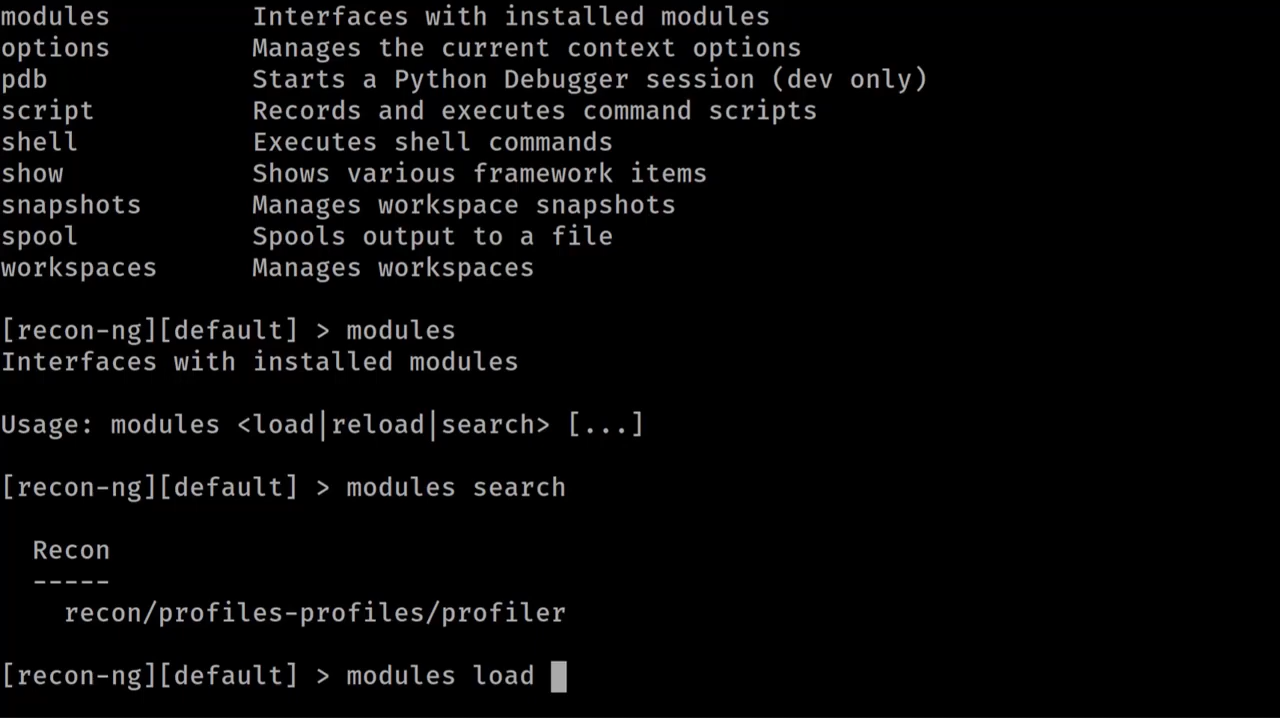 modules         Interfaces with installed modules
options         Manages the current context options
pdb             Starts a Python Debugger session (dev only)
script          Records and executes command scripts
shell           Executes shell commands
show            Shows various framework items
snapshots       Manages workspace snapshots
spool           Spools output to a file
workspaces      Manages workspaces
[recon-ng][default] > modules
Interfaces with installed modules
Usage: modules <load|reload|search> [...]
[recon-ng][default] > modules search
Recon
-----
recon/profiles-profiles/profiler
[recon-ng][default] > modules load